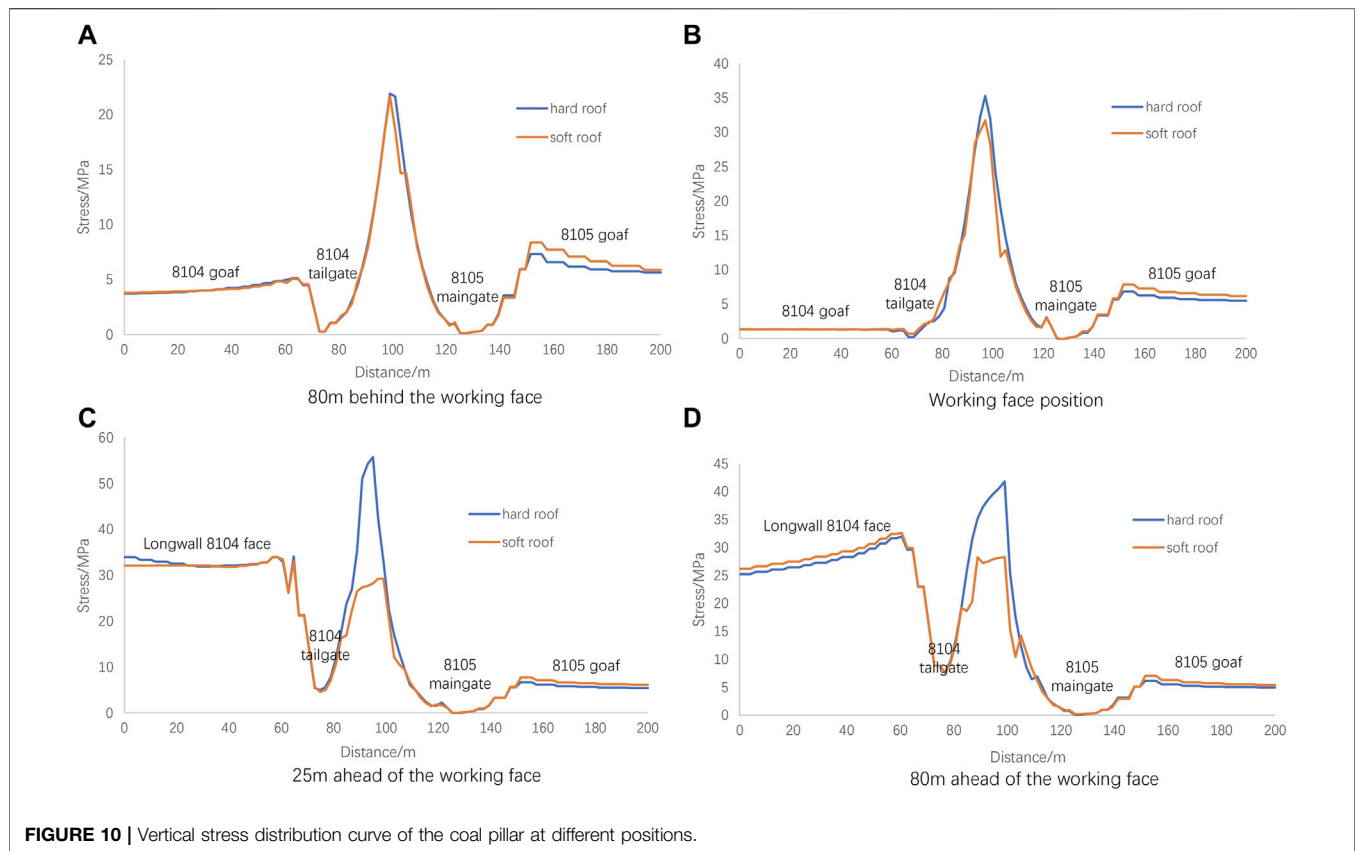 A
25
20
15
10
5
0
Stress/MPa
hard roof
soft roof
8104 goaf
8104
tailgate
8105
maingate
8105 goaf
0 20 40 60 80 100 120 140 160 180 200
Distance/m
80m behind the working face
B
40
35
30
25
20
15
10
5
0
Stress/MPa
hard roof
soft roof
8104 goaf
8104
tailgate
8105
maingate
8105 goaf
0 20 40 60 80 100 120 140 160 180 200
Distance/m
Working face position
C
60
50
40
30
20
10
0
Stress/MPa
hard roof
soft roof
Longwall 8104 face
8104
tailgate
8105
maingate
8105 goaf
0 20 40 60 80 100 120 140 160 180 200
Distance/m
25m ahead of the working face
D
45
40
35
30
25
20
15
10
5
0
Stress/MPa
hard roof
soft roof
Longwall 8104 face
8104
tailgate
8105
maingate
8105 goaf
0 20 40 60 80 100 120 140 160 180 200
Distance/m
80m ahead of the working face
FIGURE 10 | Vertical stress distribution curve of the coal pillar at different positions.